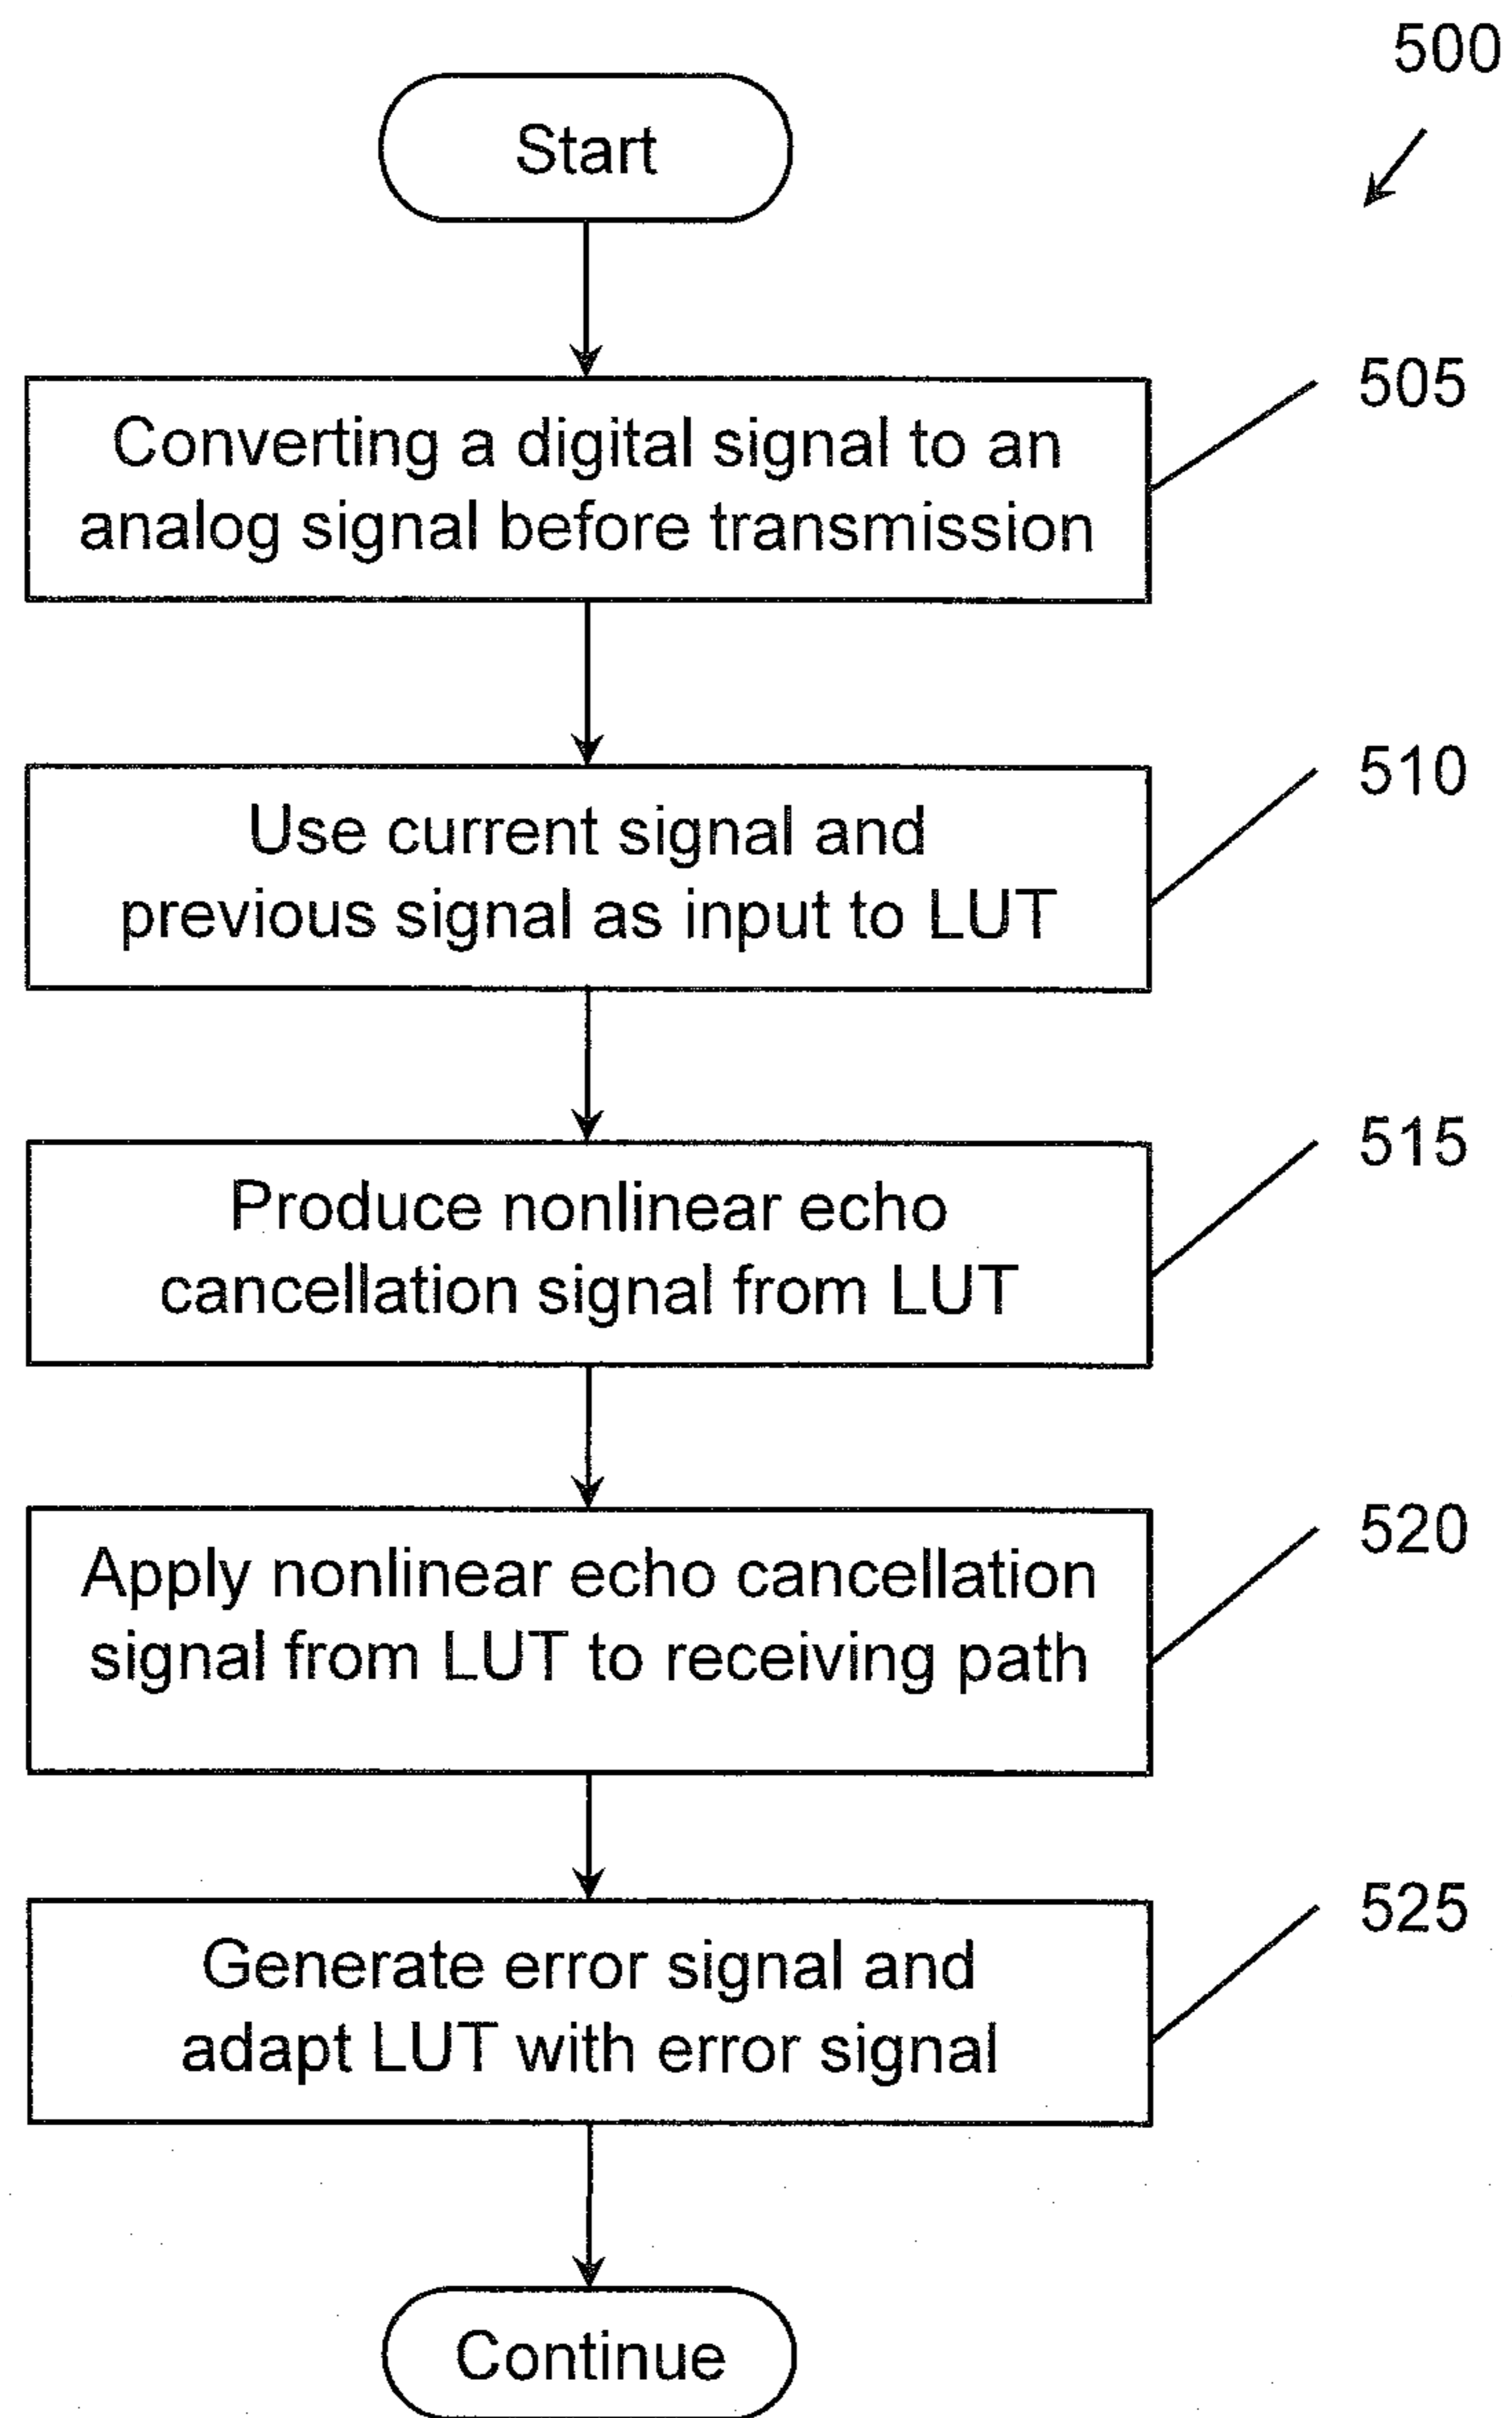 500
Start
505
Converting a digital signal to an
analog signal before transmission
510
Use current signal and
previous signal as input to LUT
515
Produce nonlinear echo
cancellation signal from LUT
520
Apply nonlinear echo cancellation
signal from LUT to receiving path
525
Generate error signal and
adapt LUT with error signal
Continue